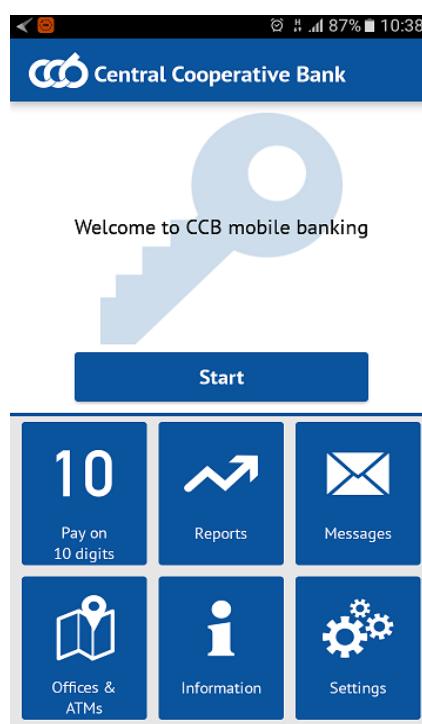 87% 10:38
CCB Central Cooperative Bank
Welcome to CCB mobile banking
Start
10
Pay on
10 digits
Reports
Messages
Offices &
ATMs
Information
Settings